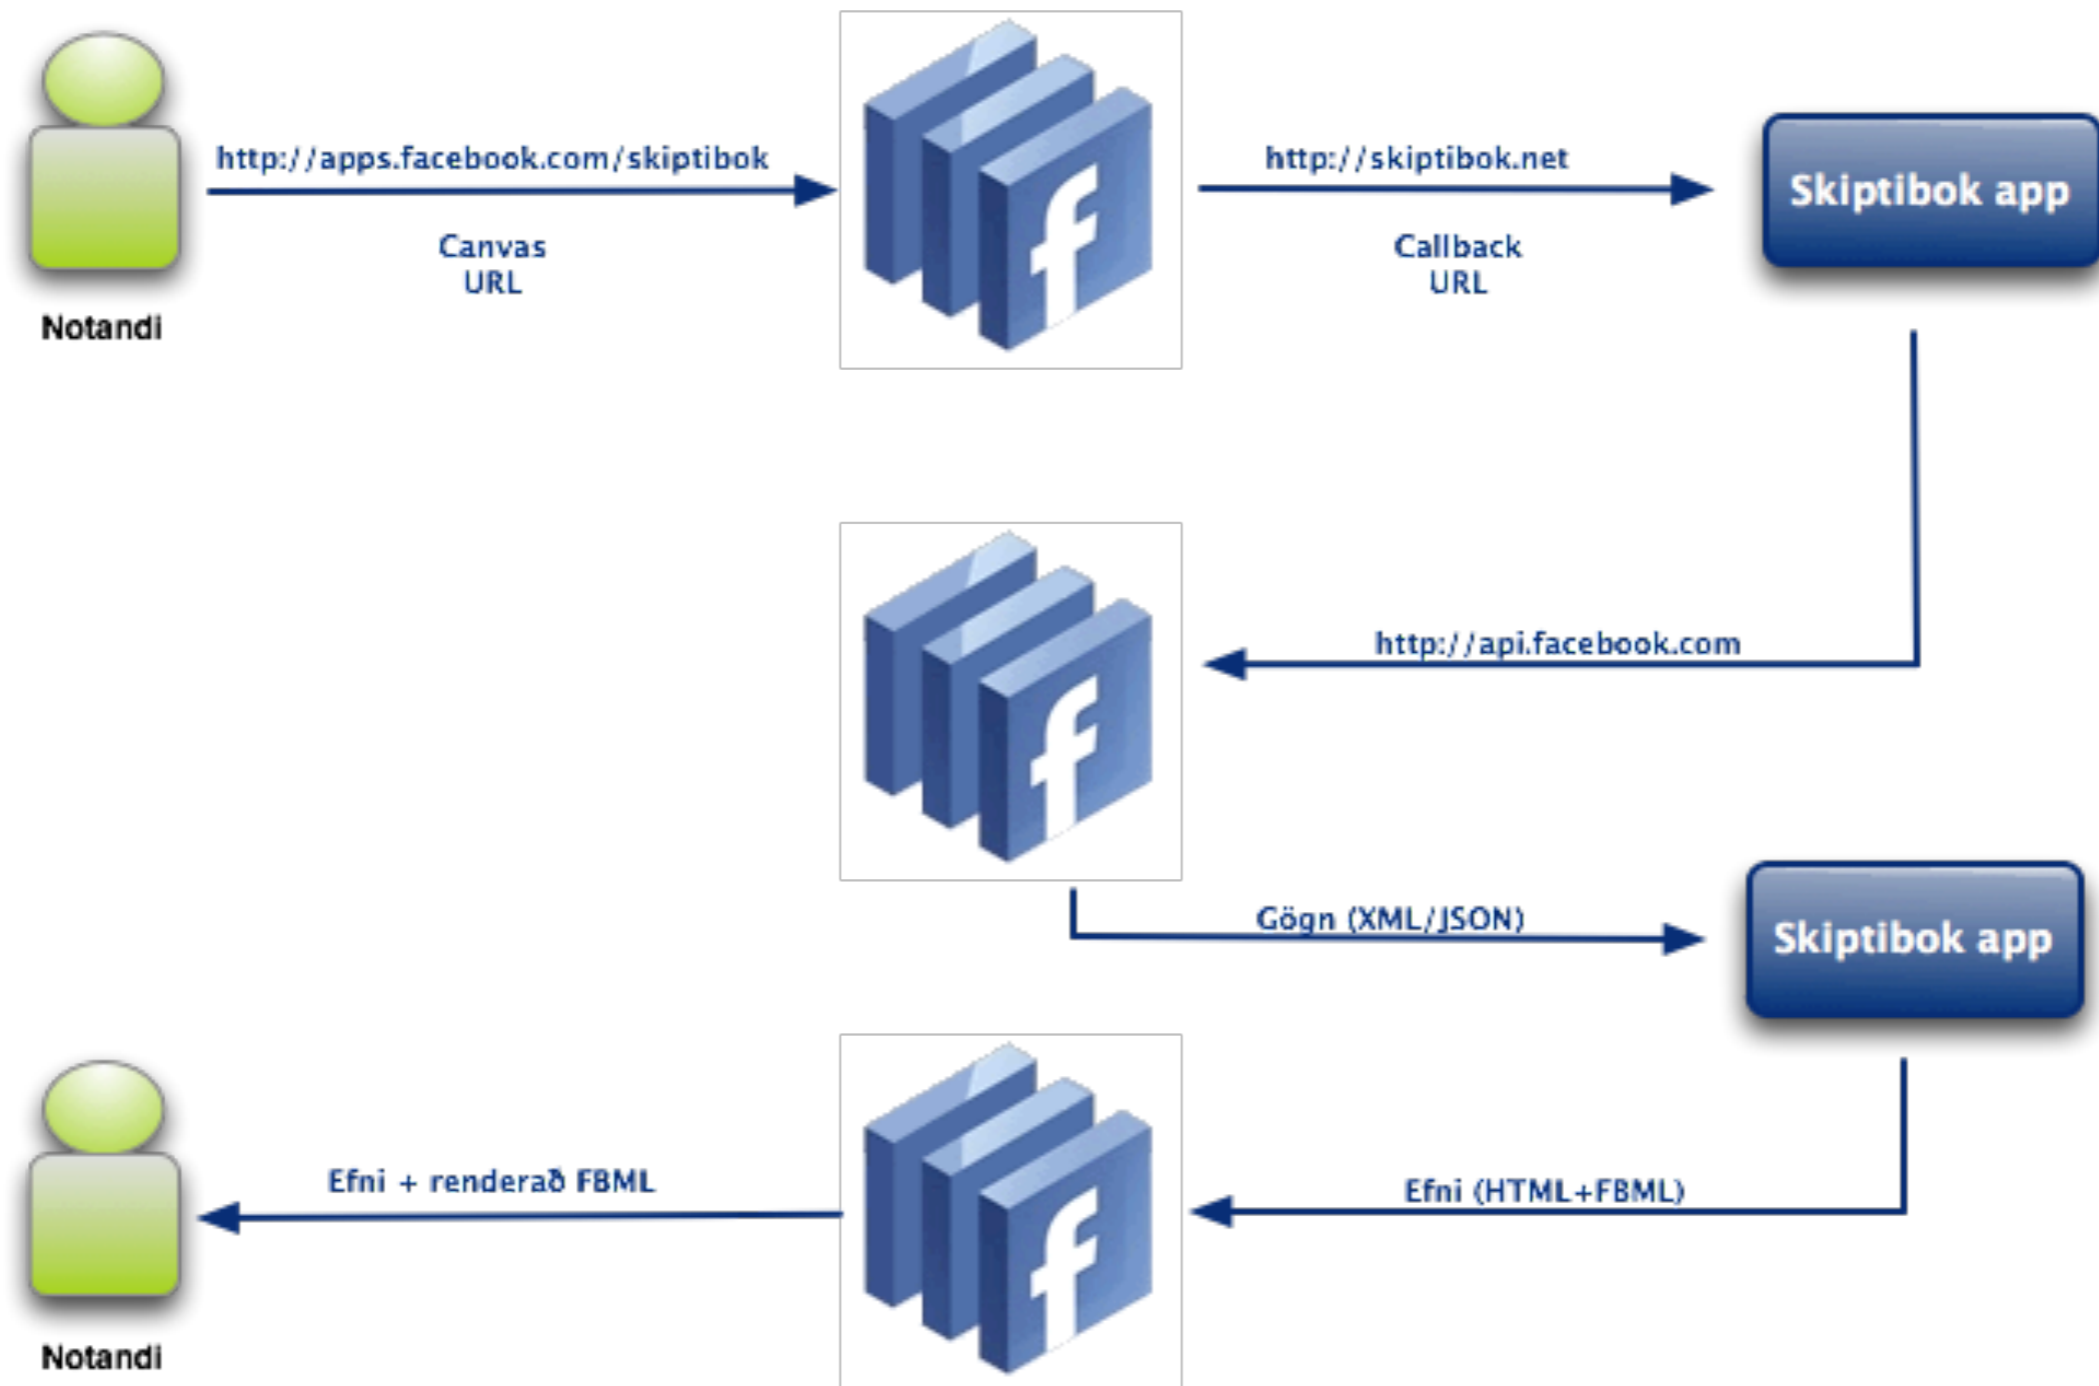 http://apps.facebook.com/skiptibok
Canvas
URL
Notandi
http://skiptibok.net
Callback
URL
Skiptibok app
http://api.facebook.com
Gögn (XML/JSON)
Skiptibok app
Efni (HTML+FBML)
Efni + renderað FBML
Notandi